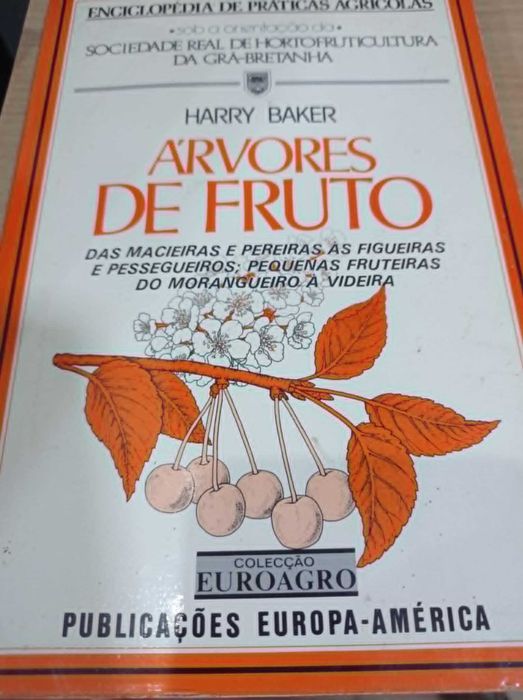 ENCICLOPÉDIA DE PRÁTICAS AGRÍCOLAS
• sob a orientação da •
SOCIEDADE REAL DE HORTOFRUTICULTURA
DA GRÃ-BRETANHA
HARRY BAKER
ÁRVORES
DE FRUTO
DAS MACIEIRAS E PEREIRAS ÀS FIGUEIRAS
E PESSEGUEIROS; PEQUENAS FRUTEIRAS
DO MORANGUEIRO À VIDEIRA
COLECÇÃO
EUROAGRO
PUBLICAÇÕES EUROPA-AMÉRICA